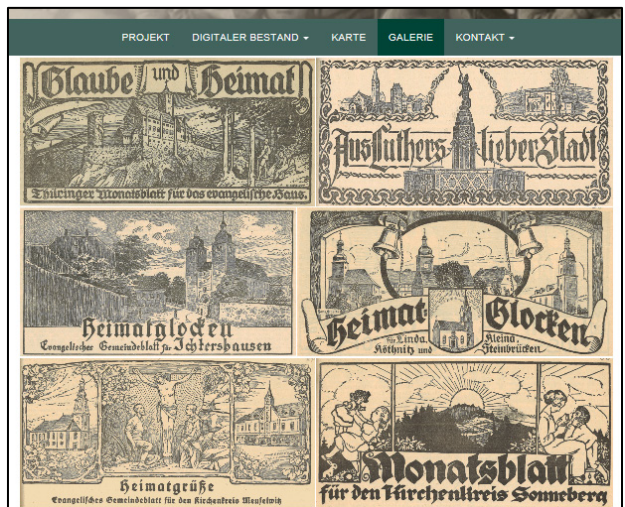 PROJEKT DIGITALER BESTAND KARTE GALERIE KONTAKT
Glaube und Heimat
Thüringer Monatsblatt für das evangelische Haus.
Aus Luthers lieber Stadt
Heimatglocken
Evangelisches Gemeindeblatt für Ichtershausen
Heimat-Glocken
für Linda, Kleina,
Köthnitz und Steinbrücken
Heimatgrüße
Evangelisches Gemeindeblatt für den Kirchenkreis Meuselwitz
Monatsblatt
für den Kirchenkreis Sonneberg